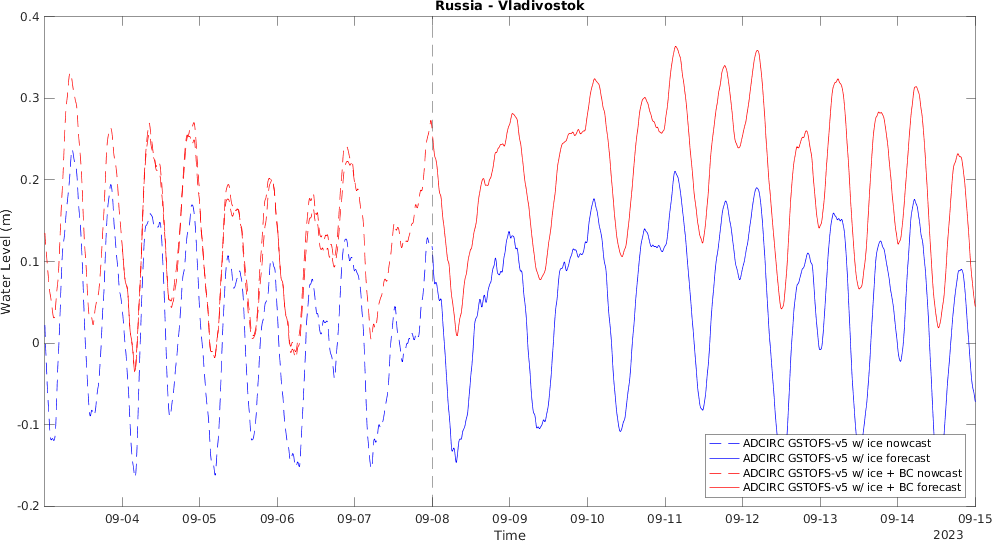 Russia - Vladivostok
Water Level (m)
0.4
0.3
0.2
0.1
0
-0.1
-0.2
ADCIRC GSTOFS-v5 w/ ice nowcast
ADCIRC GSTOFS-v5 w/ ice forecast
ADCIRC GSTOFS-v5 w/ ice + BC nowcast
ADCIRC GSTOFS-v5 w/ ice + BC forecast
09-04 09-05 09-06 09-07 09-08 09-09 09-10 09-11 09-12 09-13 09-14 09-15
Time
2023